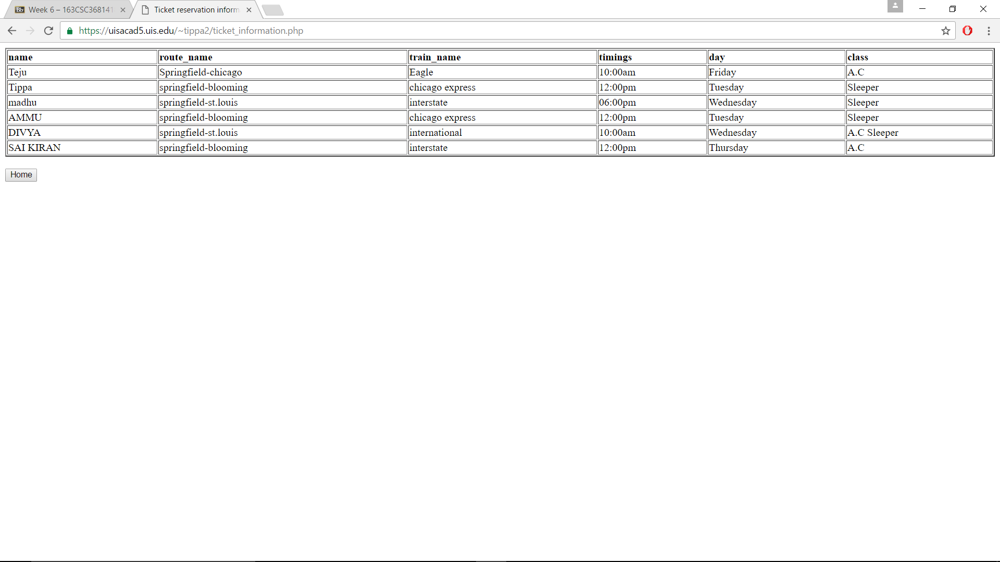 Week 6 – 163CSC368141 Ticket reservation inform
https://uisacad5.uis.edu/~tippa2/ticket_information.php
name route_name train_name timings day class
Teju Springfield-chicago Eagle 10:00am Friday A.C
Tippa springfield-blooming chicago express 12:00pm Tuesday Sleeper
madhu springfield-st.louis interstate 06:00pm Wednesday Sleeper
AMMU springfield-blooming chicago express 12:00pm Tuesday Sleeper
DIVYA springfield-st.louis international 10:00am Wednesday A.C Sleeper
SAI KIRAN springfield-blooming interstate 12:00pm Thursday A.C
Home